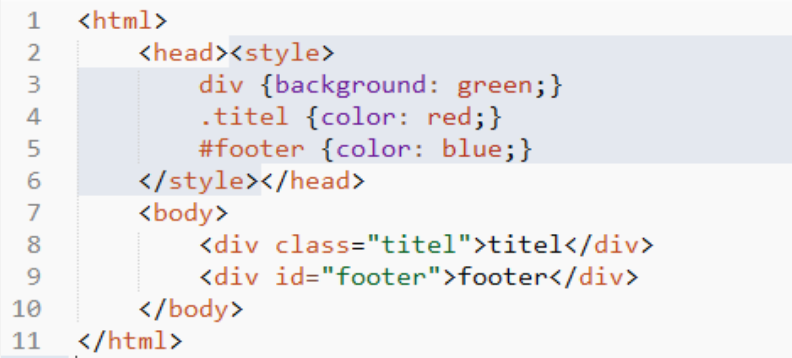 1 <html>
2 <head><style>
3 div {background: green;}
4 .titel {color: red;}
5 #footer {color: blue;}
6 </style></head>
7 <body>
8 <div class="titel">titel</div>
9 <div id="footer">footer</div>
10 </body>
11 </html>